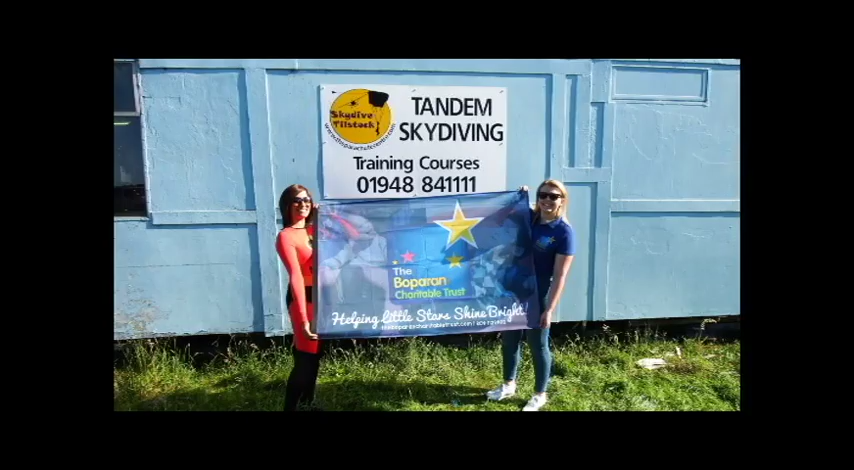 Skydive
Tilstock
TANDEM
SKYDIVING
Training Courses
01948 841111
The
Boparan
Charitable Trust
Helping Little Stars Shine Bright!